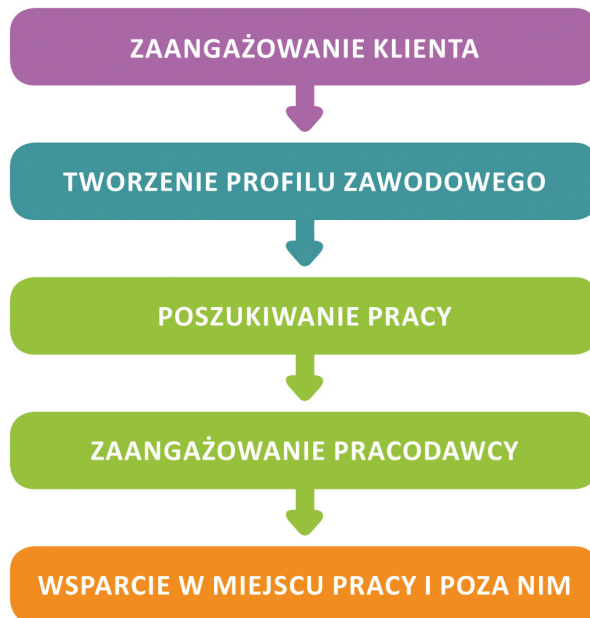 ZAANGAŻOWANIE KLIENTA
TWORZENIE PROFILU ZAWODOWEGO
POSZUKIWANIE PRACY
ZAANGAŻOWANIE PRACODAWCY
WSPARCIE W MIEJSCU PRACY I POZA NIM